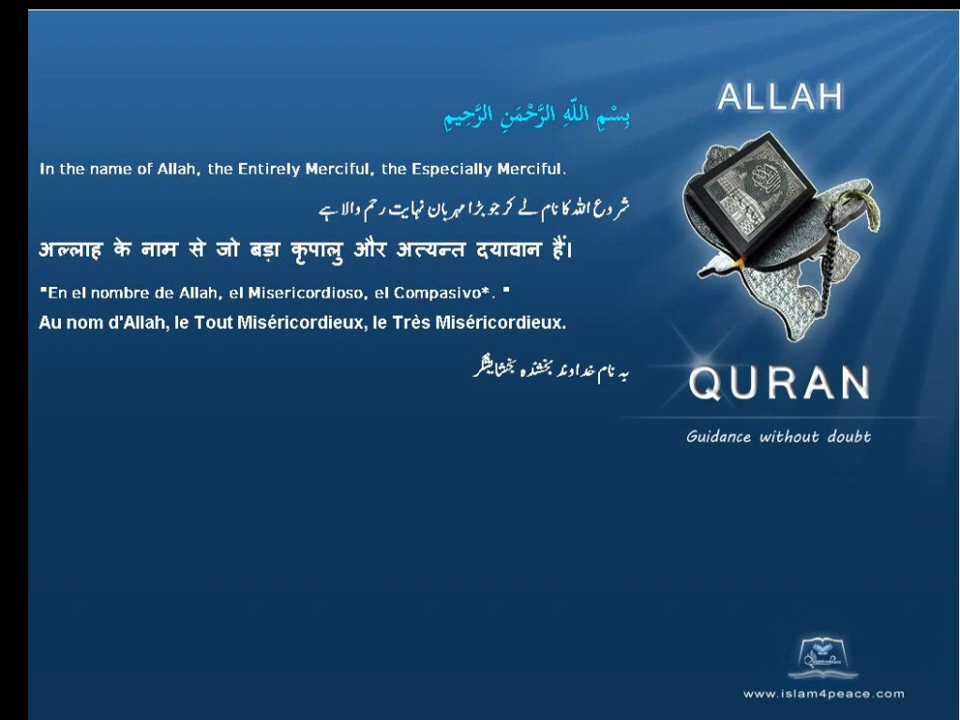 بِسْمِ اللّهِ الرَّحْمَنِ الرَّحِيمِ
In the name of Allah, the Entirely Merciful, the Especially Merciful.
شروع اللہ کا نام لے کر جو بڑا مہربان نہایت رحم والا ہے
अल्लाह के नाम से जो बड़ा कृपालु और अत्यन्त दयावान हैं।
"En el nombre de Allah, el Misericordioso, el Compasivo*. "
Au nom d'Allah, le Tout Miséricordieux, le Très Miséricordieux.
به نام خداوند بخشنده بخشایشگر
ALLAH
QURAN
Guidance without doubt
www.islam4peace.com